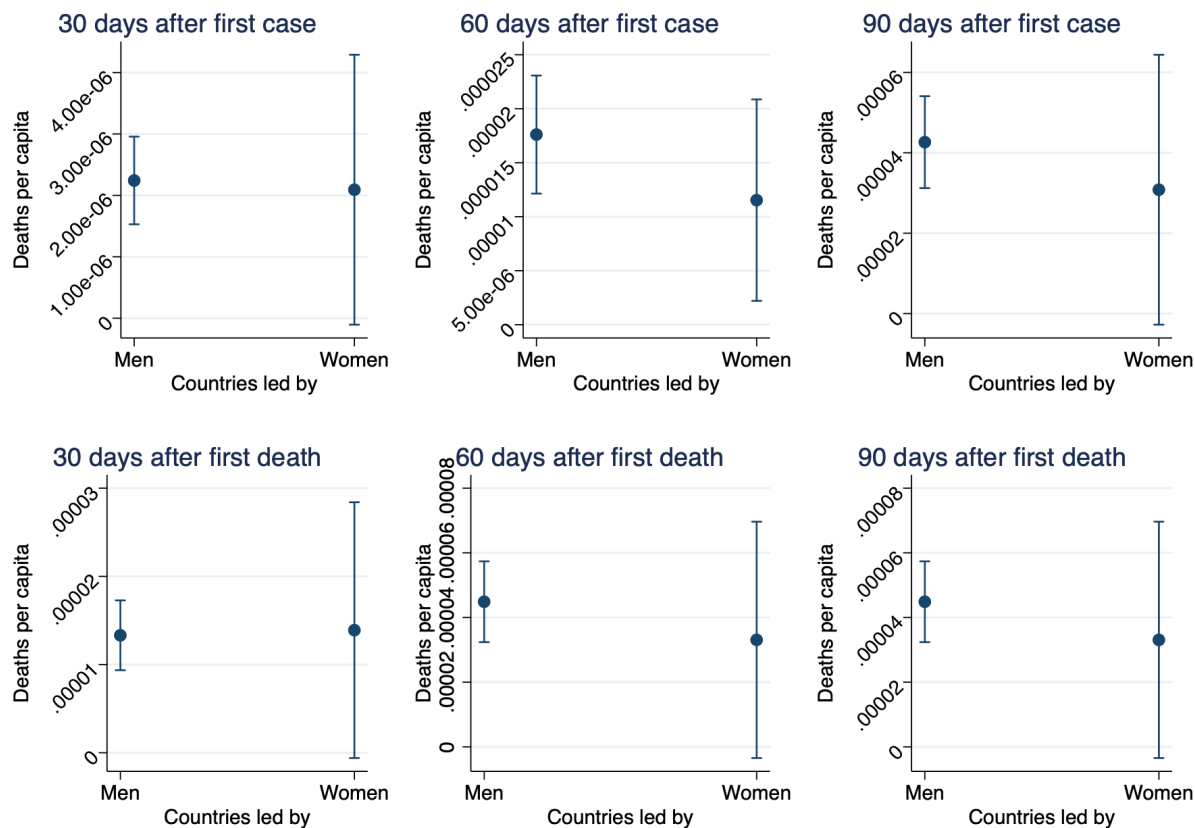 30 days after first case
Deaths per capita
4.00e-06
3.00e-06
2.00e-06
1.00e-06
0
Men Women
Countries led by
60 days after first case
Deaths per capita
.000025
.00002
.000015
.00001
5.00e-06
0
Men Women
Countries led by
90 days after first case
Deaths per capita
.00006
.00004
.00002
0
Men Women
Countries led by
30 days after first death
Deaths per capita
.00003
.00002
.00001
0
Men Women
Countries led by
60 days after first death
Deaths per capita
.00008
.00006
.00004
.00002
0
Men Women
Countries led by
90 days after first death
Deaths per capita
.00008
.00006
.00004
.00002
0
Men Women
Countries led by